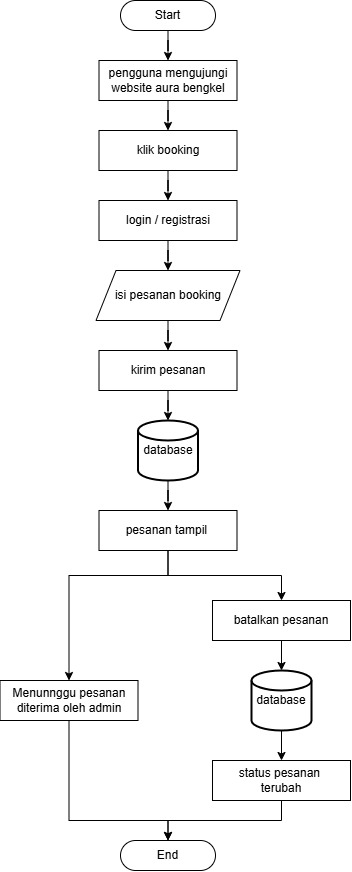 Start
pengguna mengujungi
website aura bengkel
klik booking
login / registrasi
isi pesanan booking
kirim pesanan
database
pesanan tampil
batalkan pesanan
Menunnggu pesanan
diterima oleh admin
database
status pesanan
terubah
End